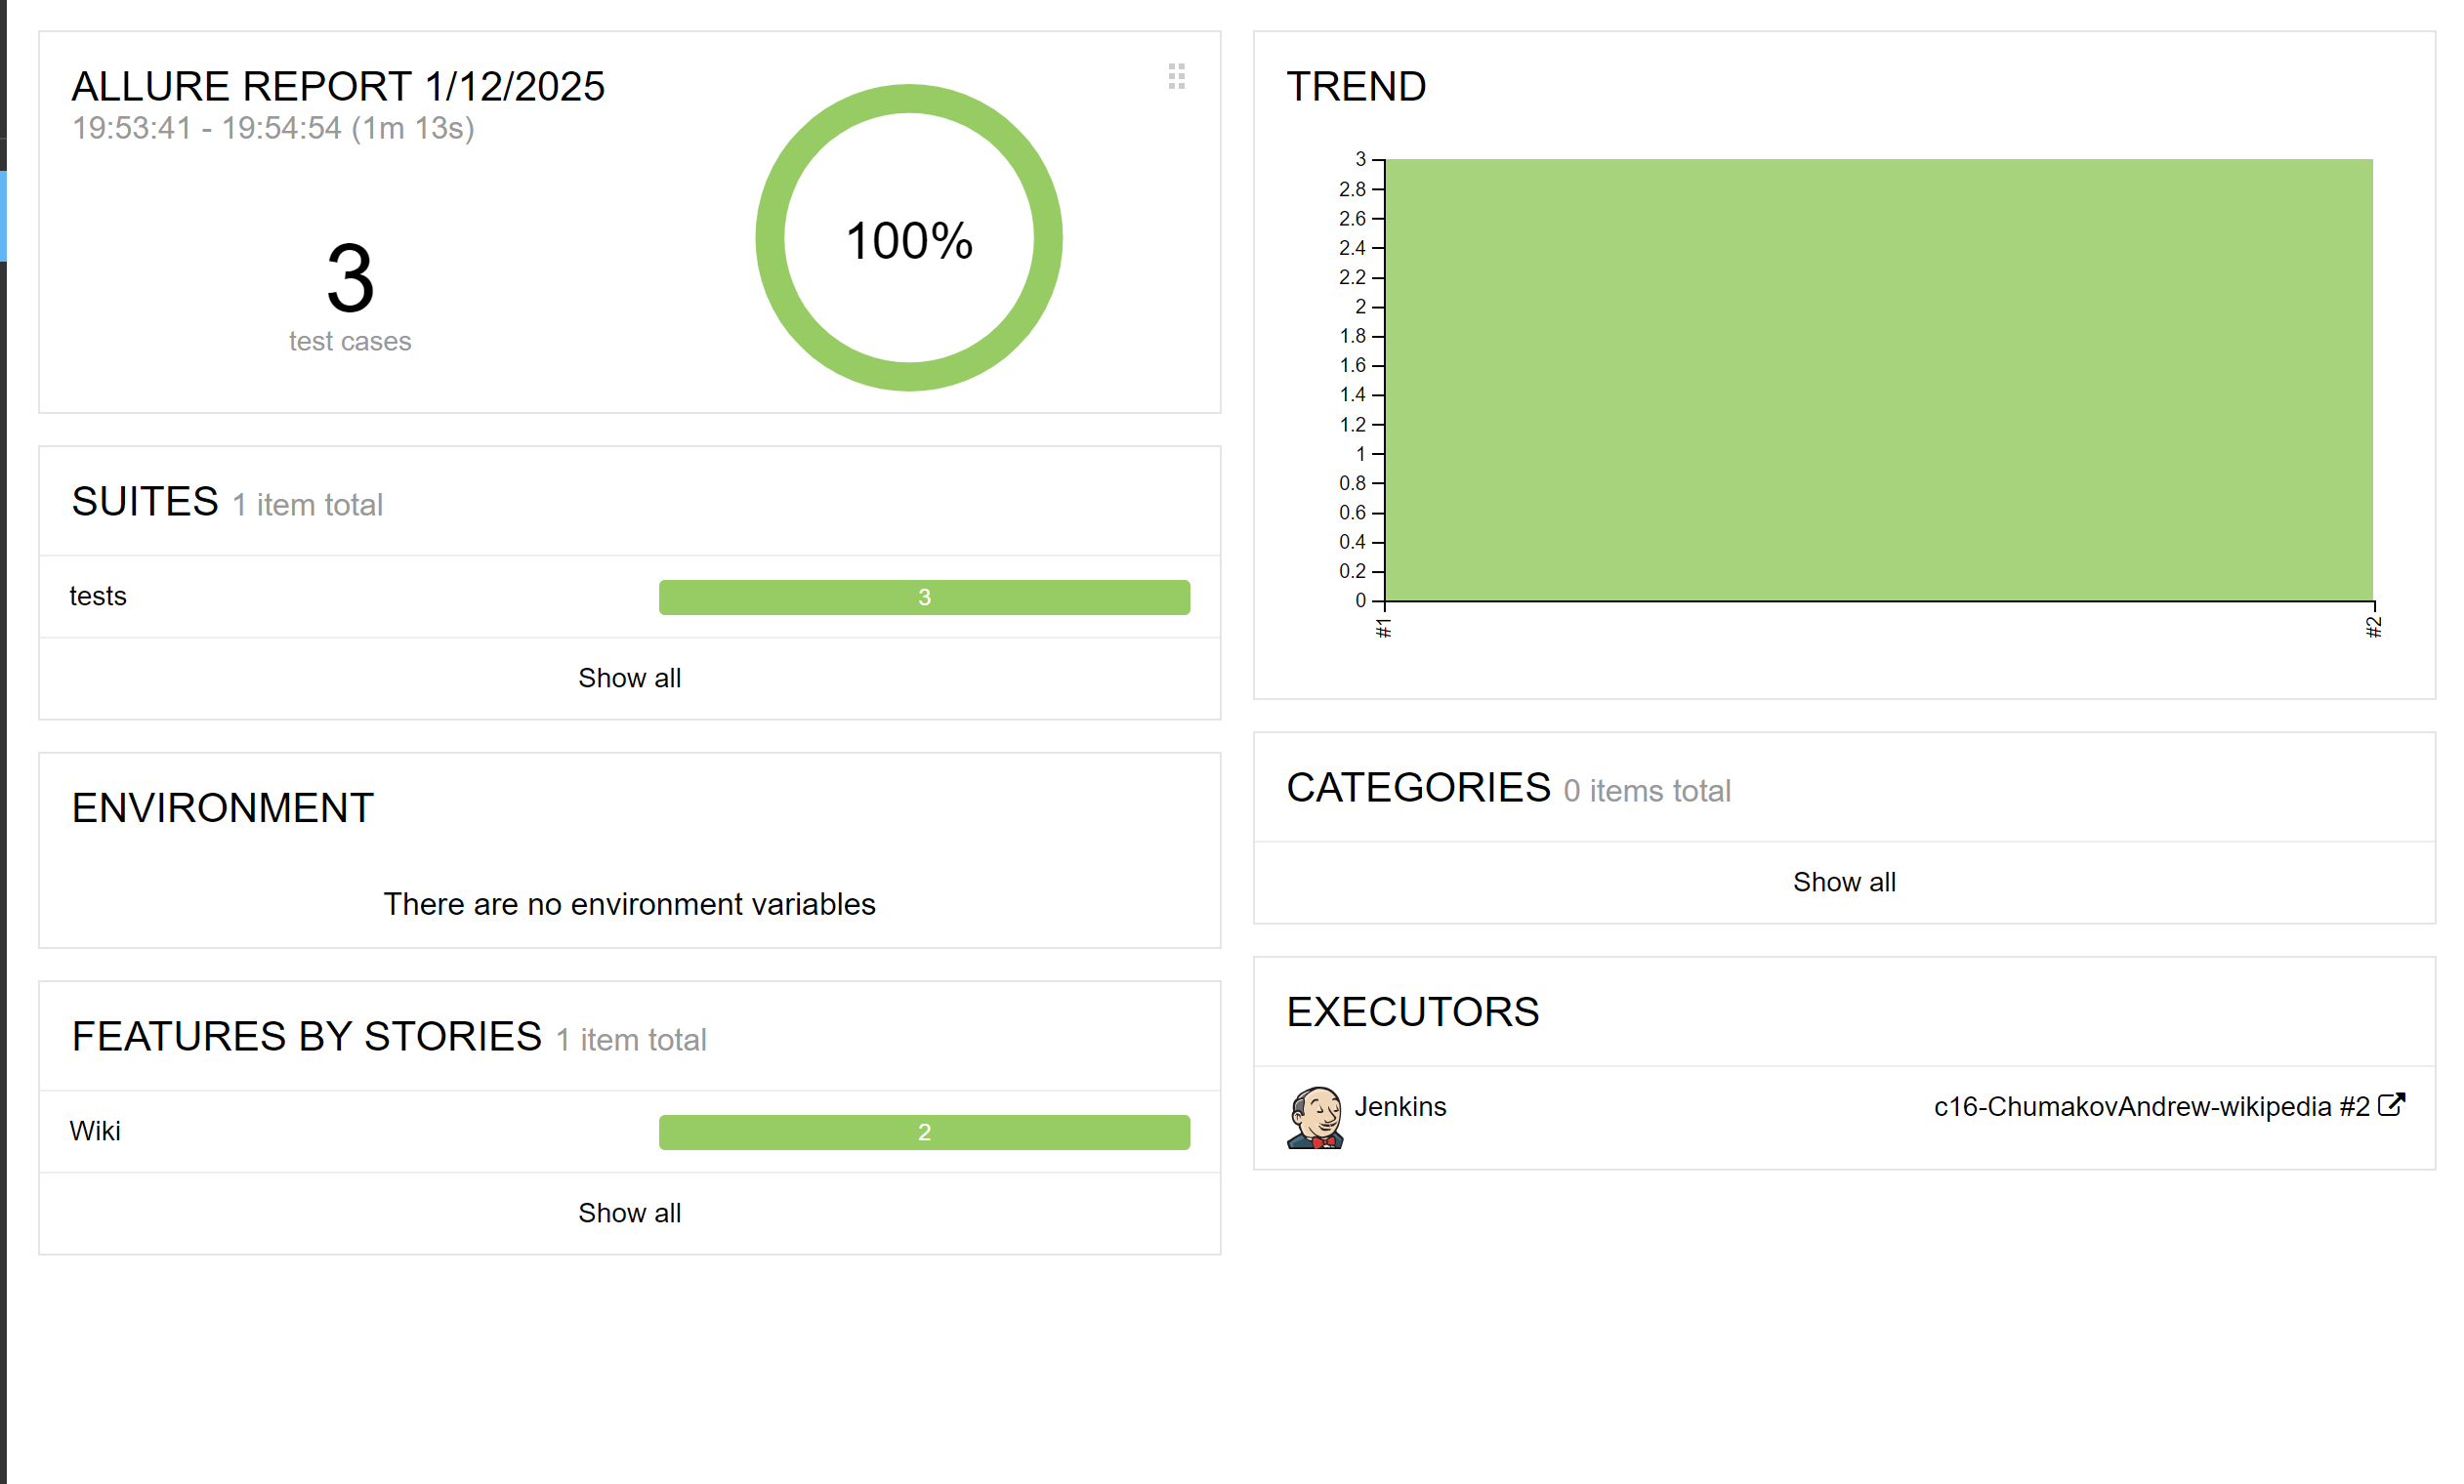 ALLURE REPORT 1/12/2025
19:53:41 - 19:54:54 (1m 13s)
3
test cases
100%
SUITES 1 item total
tests 3
Show all
ENVIRONMENT
There are no environment variables
FEATURES BY STORIES 1 item total
Wiki 2
Show all
TREND
3
2.8
2.6
2.4
2.2
2
1.8
1.6
1.4
1.2
1
0.8
0.6
0.4
0.2
0
#1 #2
CATEGORIES 0 items total
Show all
EXECUTORS
Jenkins c16-ChumakovAndrew-wikipedia #2